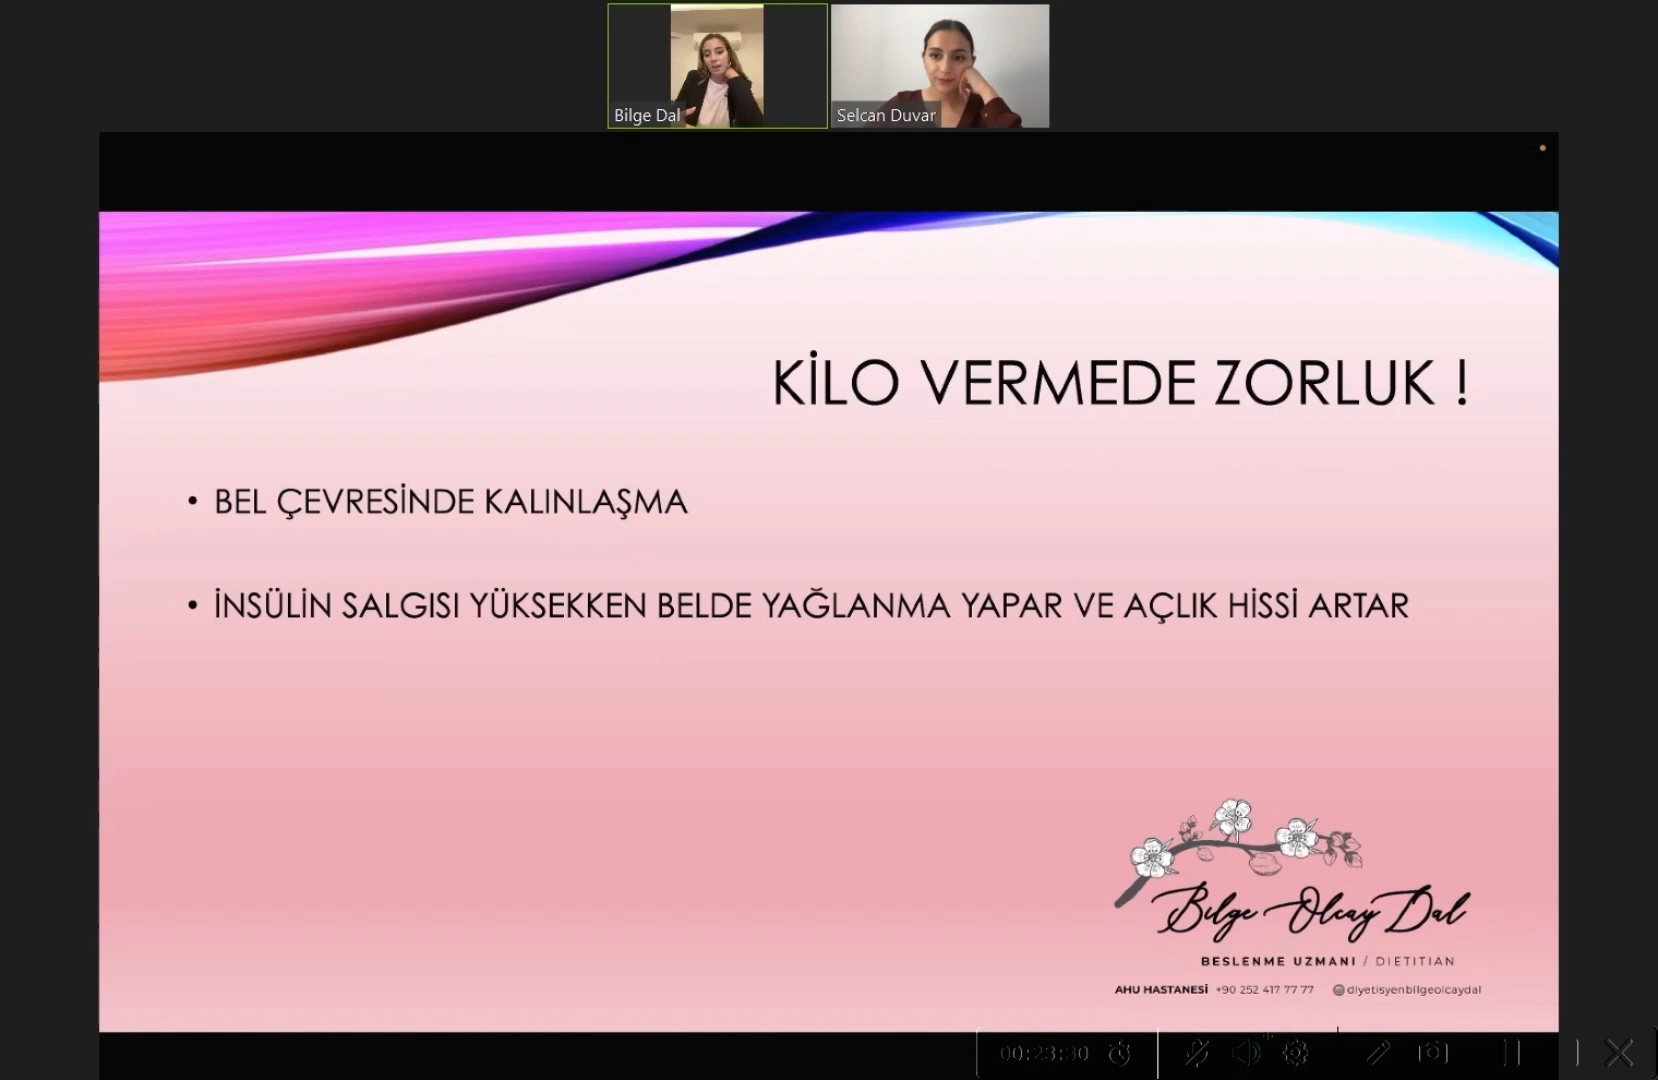 Bilge Dal
Selcan Duvar
KİLO VERMEDE ZORLUK !
• BEL ÇEVRESİNDE KALINLAŞMA
• İNSÜLİN SALGISI YÜKSEKKEN BELDE YAĞLANMA YAPAR VE AÇLIK HİSSİ ARTAR
Bilge Olcay Dal
BESLENME UZMANI / DIETITIAN
AHU HASTANESİ +90 252 417 77 77 diyetisyenbilgeolcaydal
00:23:30